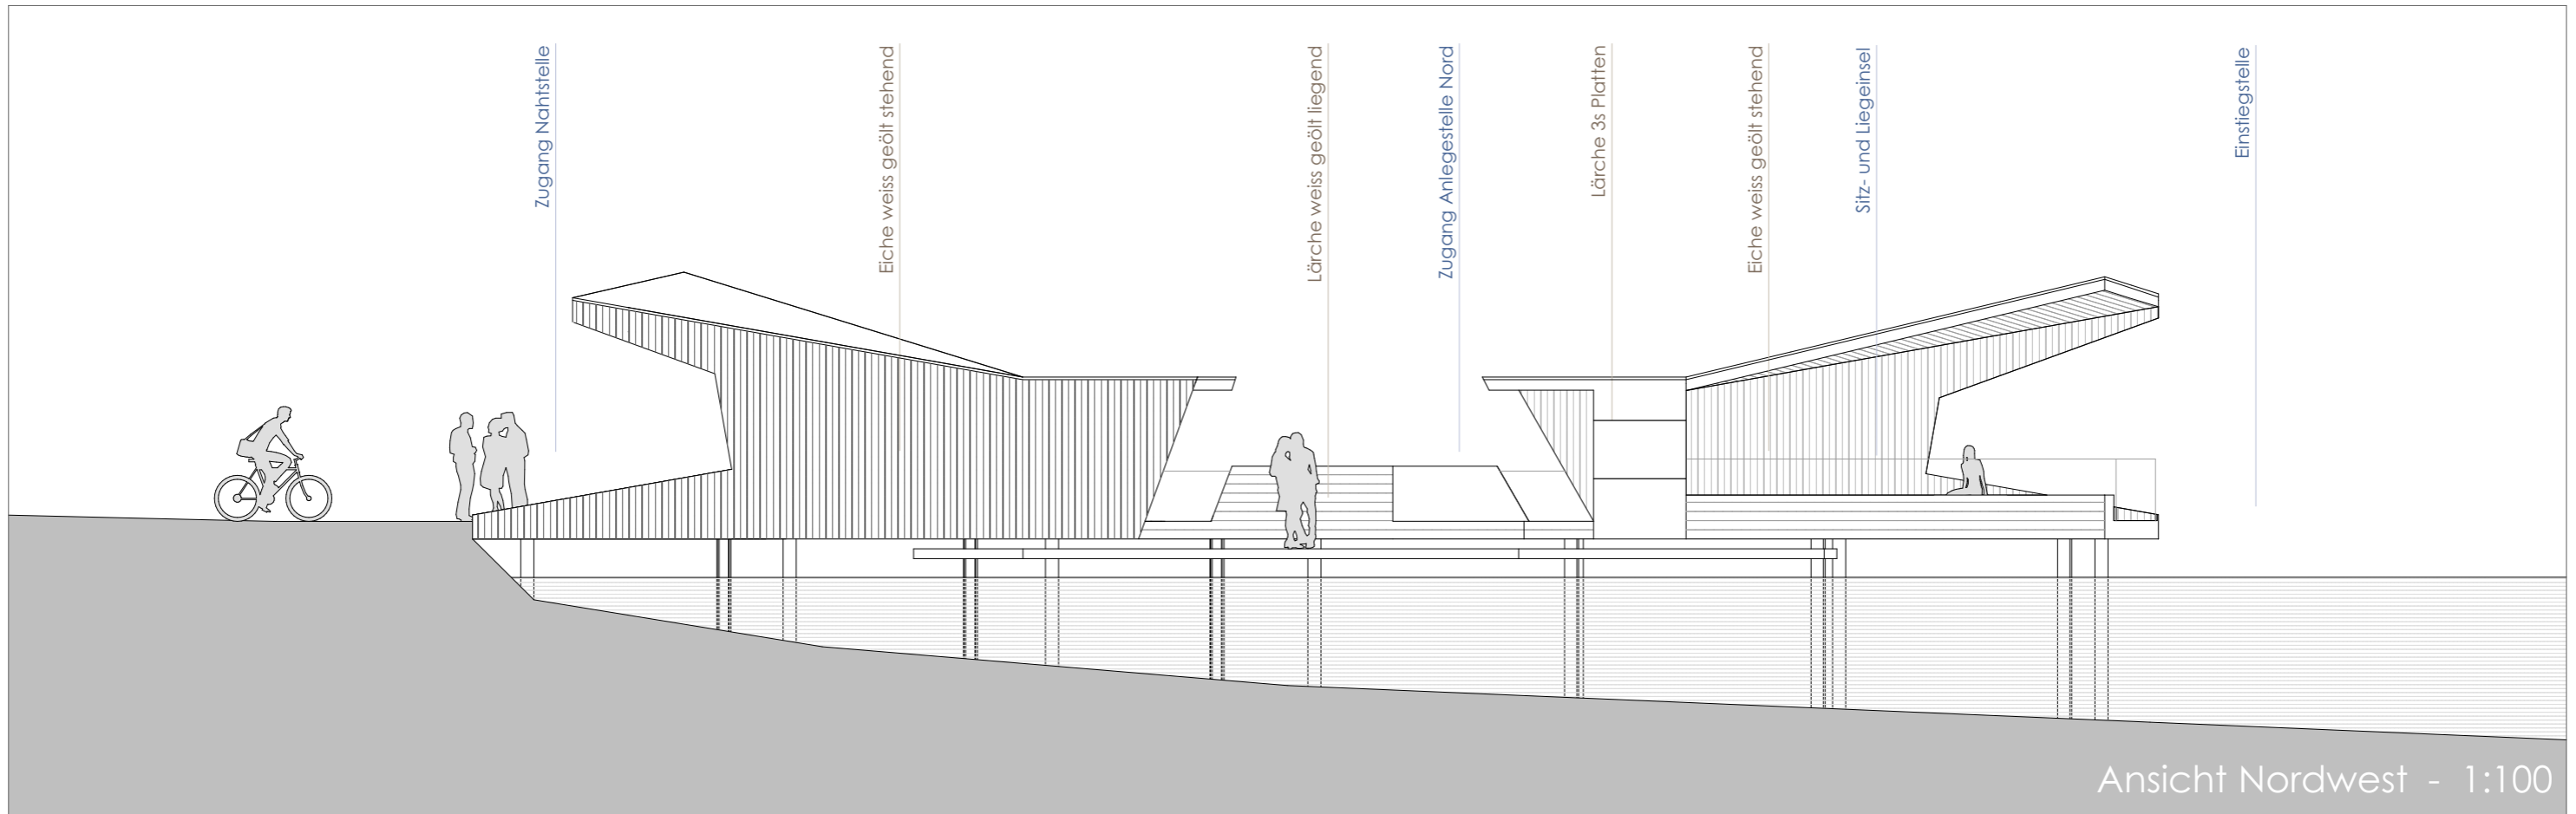 Zugang Nahtstelle
Eiche weiss geölt stehend
Lärche weiss geölt liegend
Zugang Anlegestelle Nord
Lärche 3s Platten
Eiche weiss geölt stehend
Sitz- und Liegeinsel
Einstiegstelle
Ansicht Nordwest - 1:100